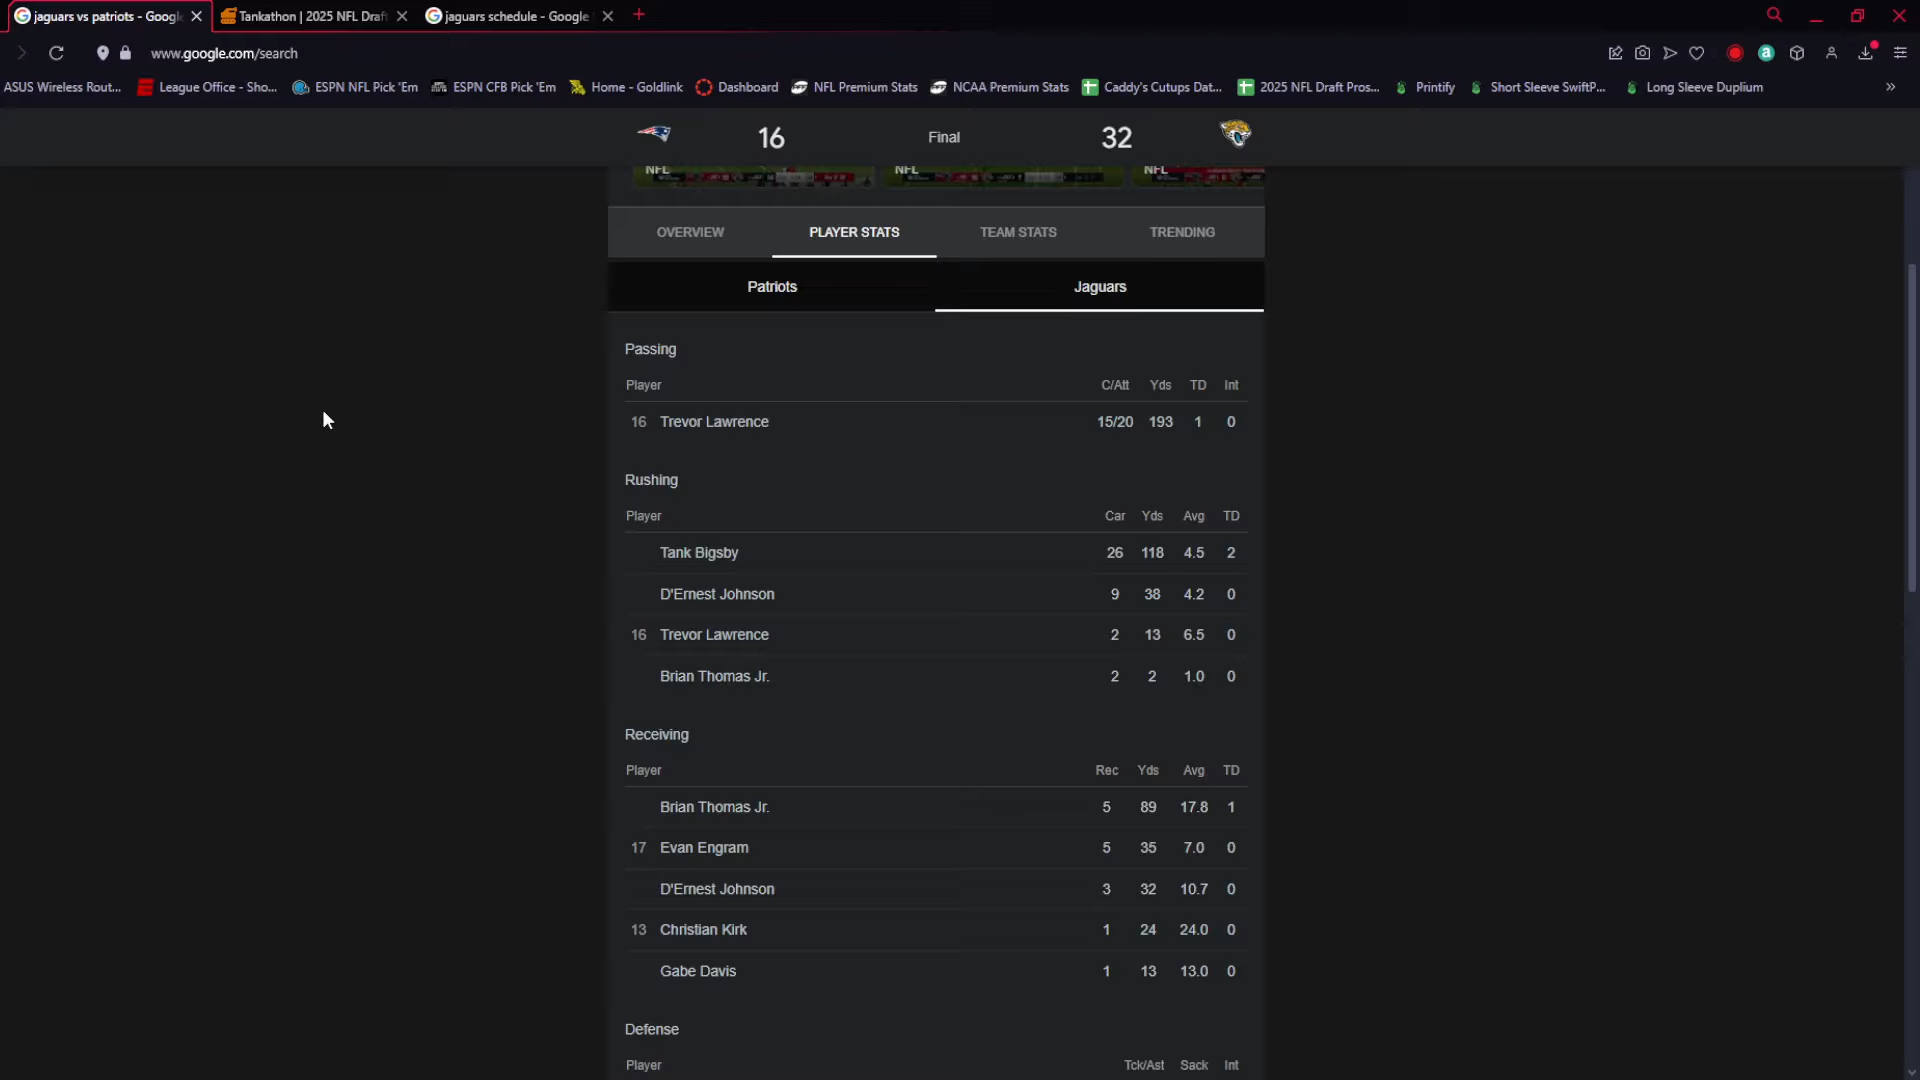 jaguars vs patriots - Googl
Tankathon | 2025 NFL Draf
jaguars schedule - Google
www.google.com/search
ASUS Wireless Rout...
League Office - Sho...
ESPN NFL Pick 'Em
ESPN CFB Pick 'Em
Home - Goldlink
Dashboard
NFL Premium Stats
NCAA Premium Stats
Caddy's Cutups Dat...
2025 NFL Draft Pros...
Printify
Short Sleeve SwiftP...
Long Sleeve Duplium
16 Final 32
NFL NFL NFL
OVERVIEW PLAYER STATS TEAM STATS TRENDING
Patriots Jaguars
Passing
Player C/Att Yds TD Int
16 Trevor Lawrence 15/20 193 1 0
Rushing
Player Car Yds Avg TD
Tank Bigsby 26 118 4.5 2
D'Ernest Johnson 9 38 4.2 0
16 Trevor Lawrence 2 13 6.5 0
Brian Thomas Jr. 2 2 1.0 0
Receiving
Player Rec Yds Avg TD
Brian Thomas Jr. 5 89 17.8 1
17 Evan Engram 5 35 7.0 0
D'Ernest Johnson 3 32 10.7 0
13 Christian Kirk 1 24 24.0 0
Gabe Davis 1 13 13.0 0
Defense
Player Tck/Ast Sack Int